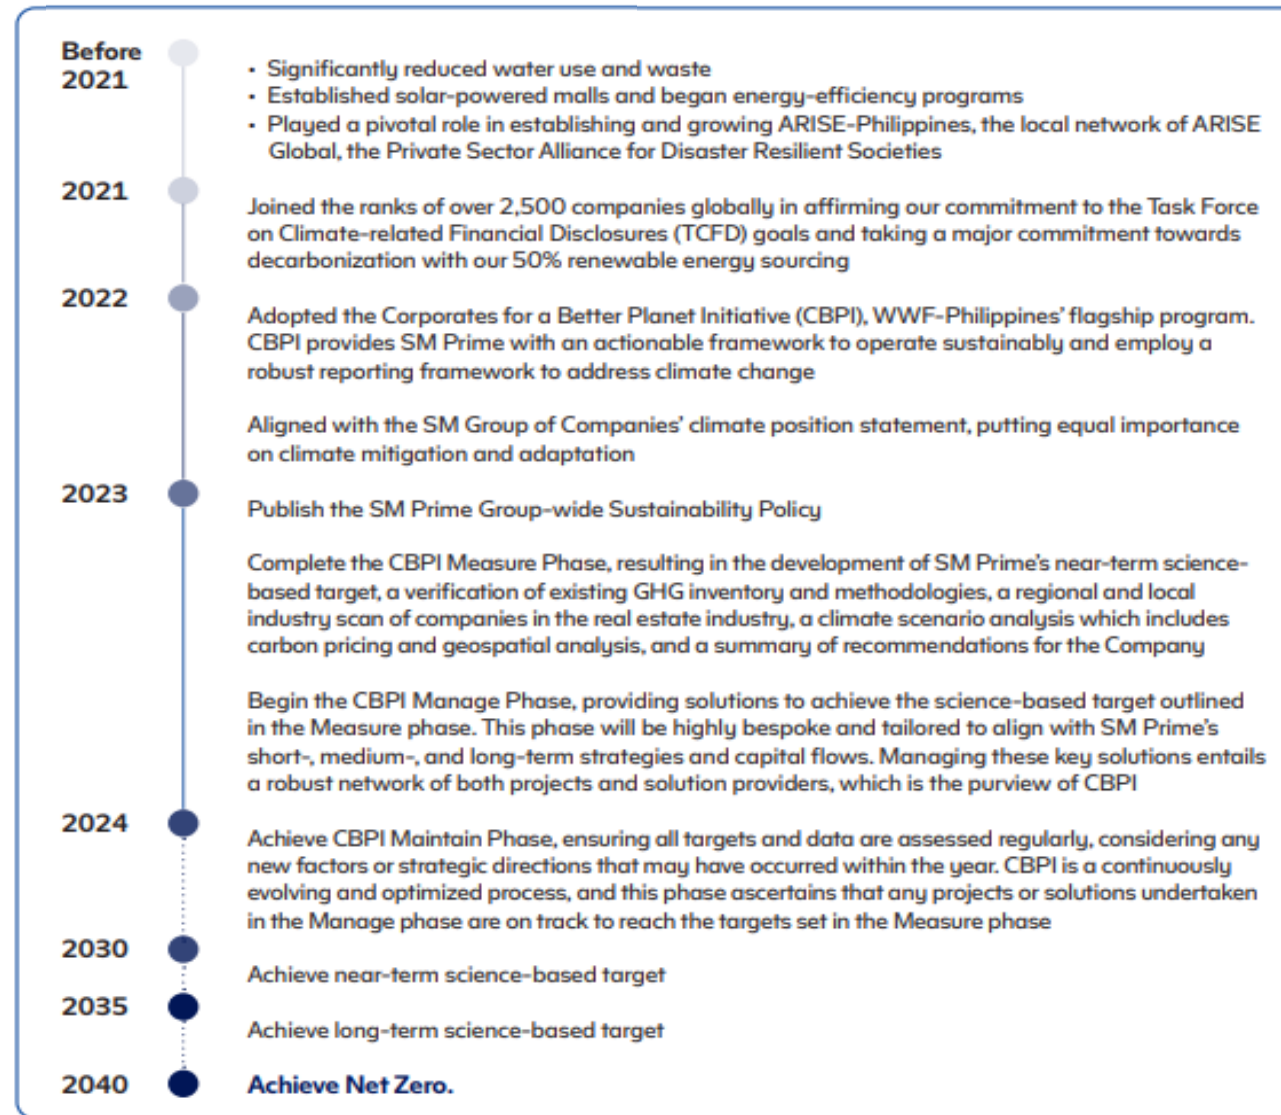 Before
2021
• Significantly reduced water use and waste
• Established solar-powered malls and began energy-efficiency programs
• Played a pivotal role in establishing and growing ARISE-Philippines, the local network of ARISE
Global, the Private Sector Alliance for Disaster Resilient Societies
2021
Joined the ranks of over 2,500 companies globally in affirming our commitment to the Task Force
on Climate-related Financial Disclosures (TCFD) goals and taking a major commitment towards
decarbonization with our 50% renewable energy sourcing
2022
Adopted the Corporates for a Better Planet Initiative (CBPI), WWF-Philippines’ flagship program.
CBPI provides SM Prime with an actionable framework to operate sustainably and employ a
robust reporting framework to address climate change
Aligned with the SM Group of Companies’ climate position statement, putting equal importance
on climate mitigation and adaptation
2023
Publish the SM Prime Group-wide Sustainability Policy
Complete the CBPI Measure Phase, resulting in the development of SM Prime’s near-term science-
based target, a verification of existing GHG inventory and methodologies, a regional and local
industry scan of companies in the real estate industry, a climate scenario analysis which includes
carbon pricing and geospatial analysis, and a summary of recommendations for the Company
Begin the CBPI Manage Phase, providing solutions to achieve the science-based target outlined
in the Measure phase. This phase will be highly bespoke and tailored to align with SM Prime’s
short-, medium-, and long-term strategies and capital flows. Managing these key solutions entails
a robust network of both projects and solution providers, which is the purview of CBPI
2024
Achieve CBPI Maintain Phase, ensuring all targets and data are assessed regularly, considering any
new factors or strategic directions that may have occurred within the year. CBPI is a continuously
evolving and optimized process, and this phase ascertains that any projects or solutions undertaken
in the Manage phase are on track to reach the targets set in the Measure phase
2030
Achieve near-term science-based target
2035
Achieve long-term science-based target
2040
Achieve Net Zero.